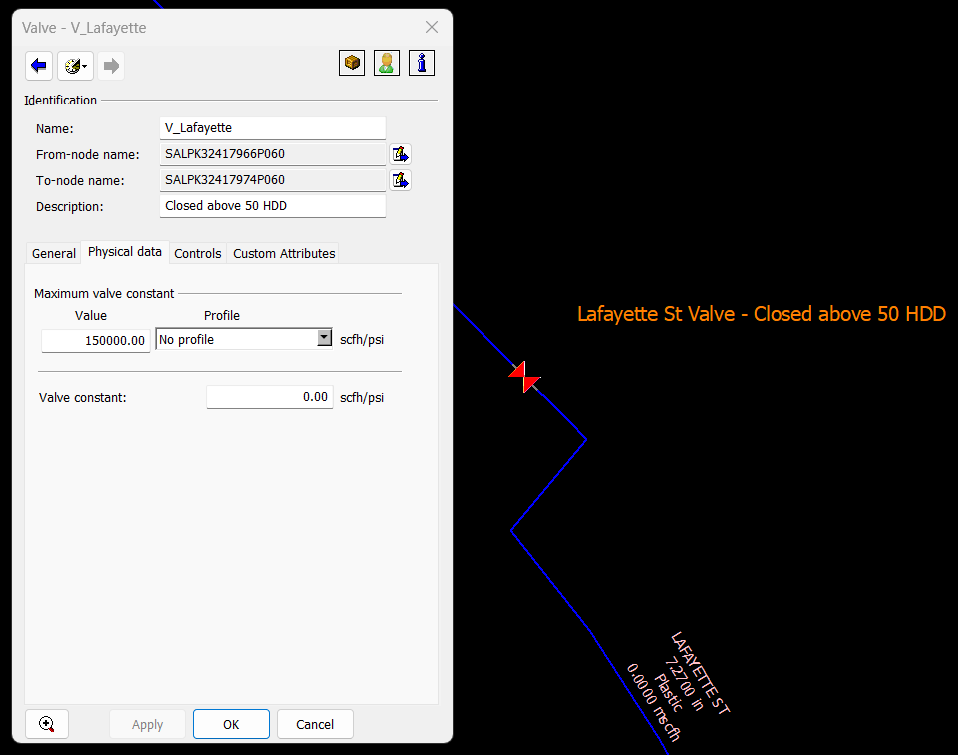 Valve - V_Lafayette
Identification
Name: V_Lafayette
From-node name: SALPK32417966P060
To-node name: SALPK32417974P060
Description: Closed above 50 HDD
General Physical data Controls Custom Attributes
Maximum valve constant
Value Profile
150000.00 No profile scfh/psi
Valve constant: 0.00 scfh/psi
Apply OK Cancel
Lafayette St Valve - Closed above 50 HDD
LAFAYETTE ST
7.2700 in
Plastic
0.0000 mscfh